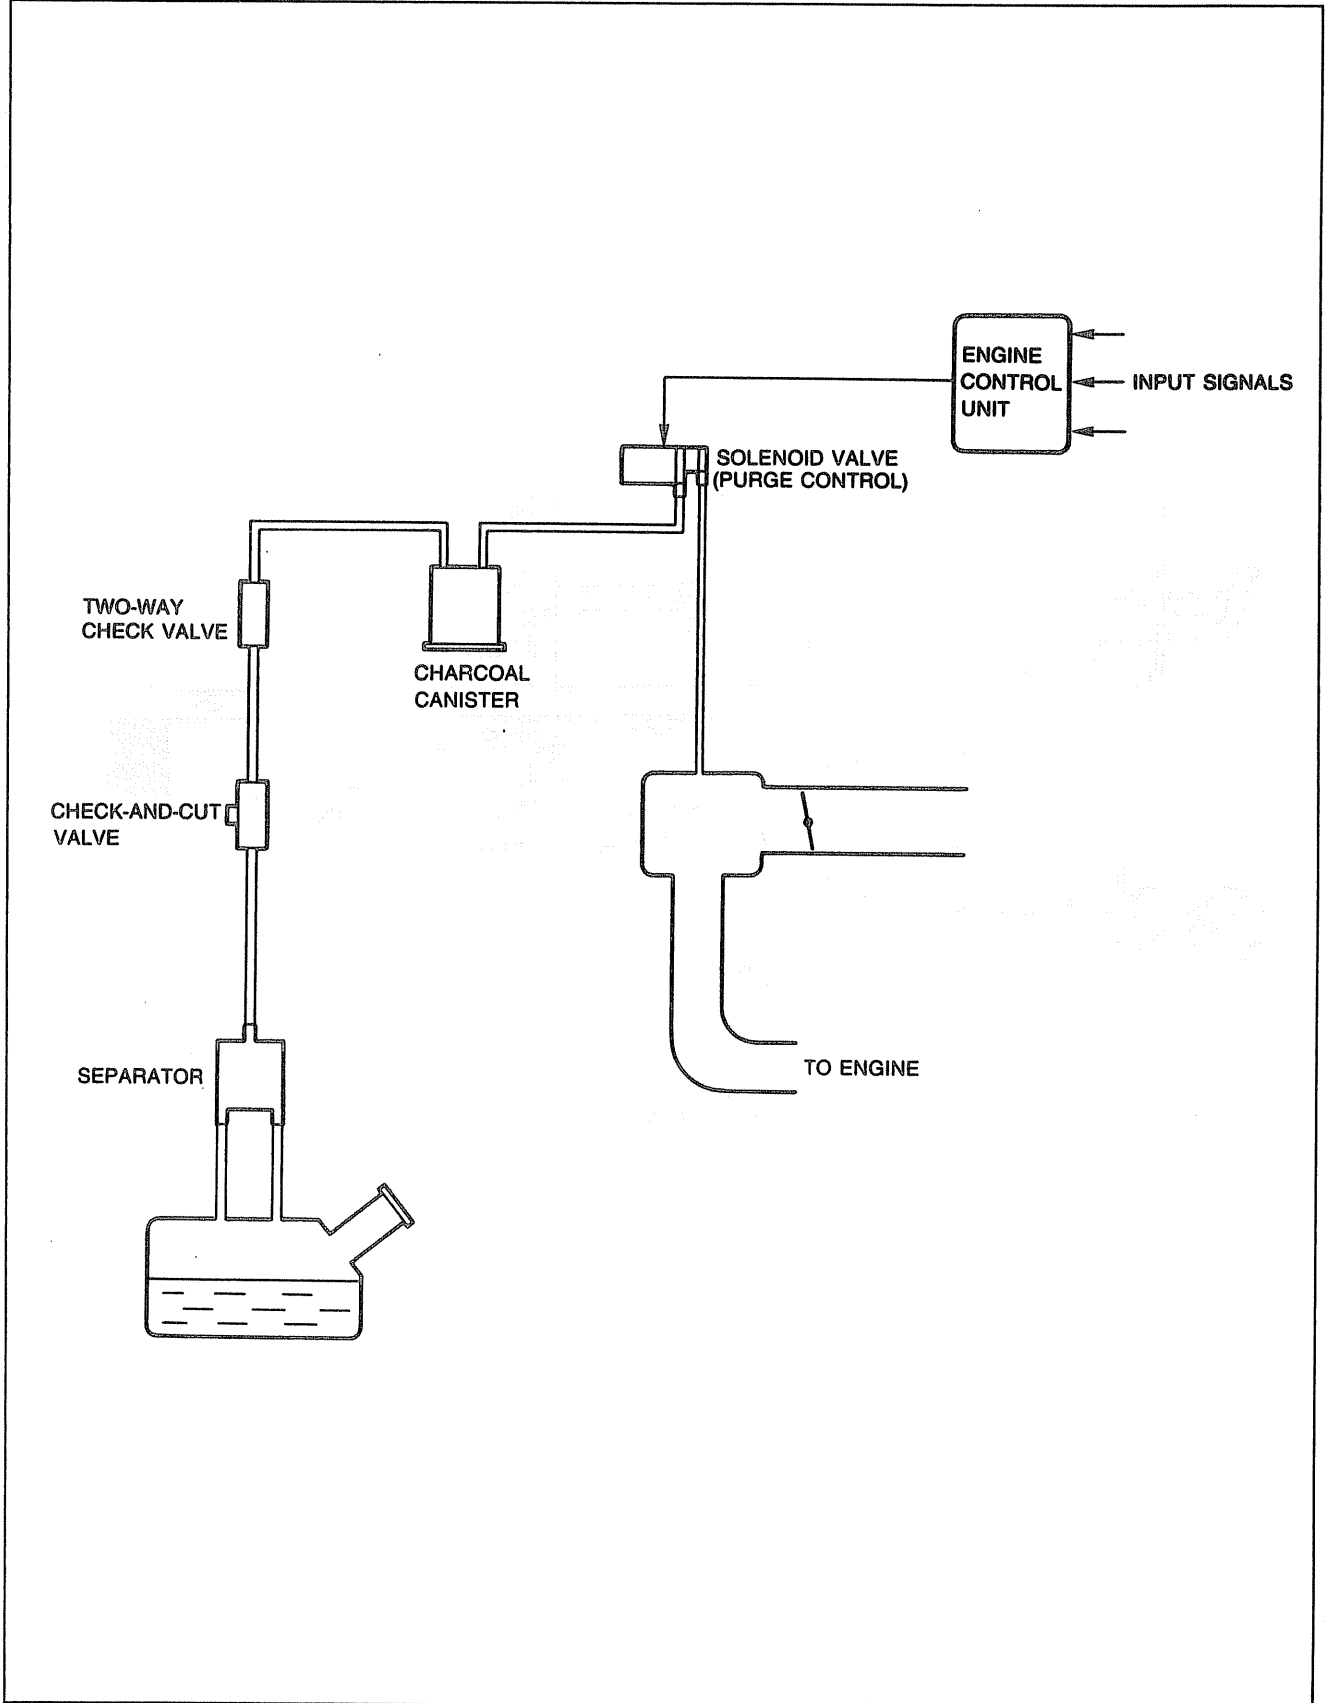 ENGINE
CONTROL
UNIT
INPUT SIGNALS
SOLENOID VALVE
(PURGE CONTROL)
TWO-WAY
CHECK VALVE
CHARCOAL
CANISTER
CHECK-AND-CUT
VALVE
SEPARATOR
TO ENGINE